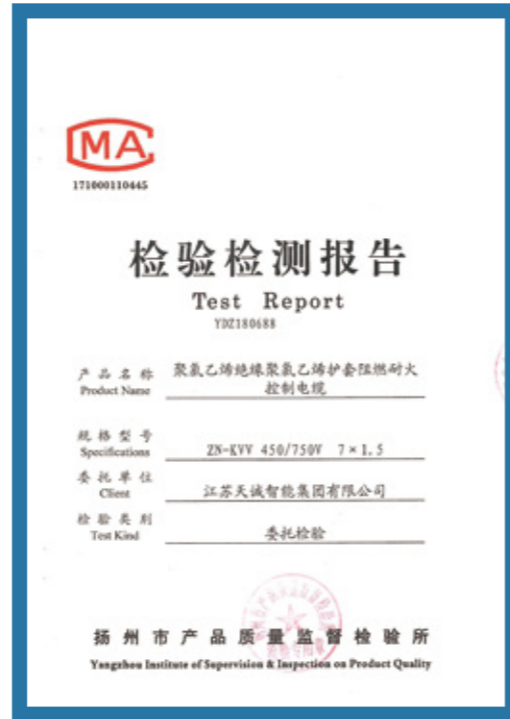 MA
171000110445
检验检测报告
Test Report
YDZ180688
产品名称 聚氯乙烯绝缘聚氯乙烯护套阻燃耐火
Product Name 控制电缆
规格型号
Specifications ZN-KVV 450/750V 7×1.5
委托单位
Client 江苏天诚智能集团有限公司
检验类别
Test Kind 委托检验
扬州市产品质量监督检验所
Yangzhou Institute of Supervision & Inspection on Product Quality